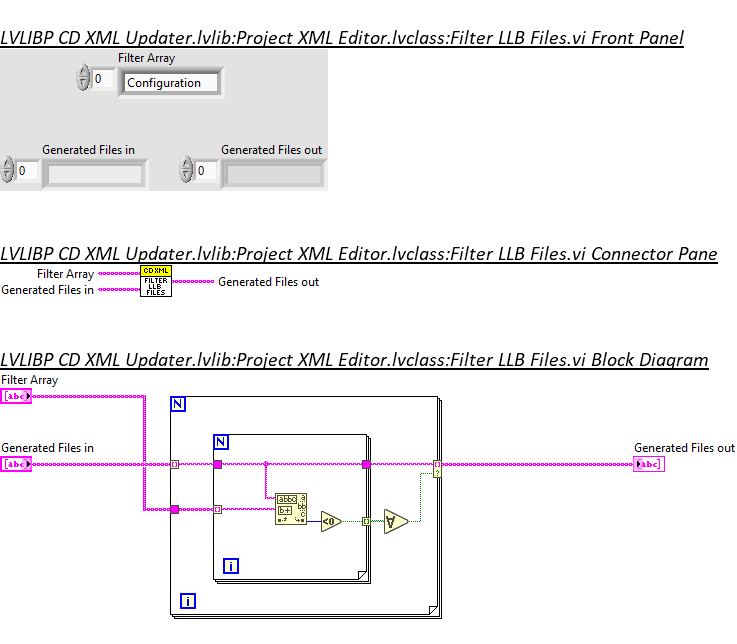 LVLIBP CD XML Updater.lvlib:Project XML Editor.lvclass:Filter LLB Files.vi Front Panel
Filter Array
0
Configuration
Generated Files in
Generated Files out
0
0
LVLIBP CD XML Updater.lvlib:Project XML Editor.lvclass:Filter LLB Files.vi Connector Pane
Filter Array
Generated Files in
CD XML
FILTER
LLB
FILES
Generated Files out
LVLIBP CD XML Updater.lvlib:Project XML Editor.lvclass:Filter LLB Files.vi Block Diagram
Filter Array
abc
N
Generated Files in
abc
N
Generated Files out
abc
?
abbc
b+
.a
bb
c
<0
∀
i
i